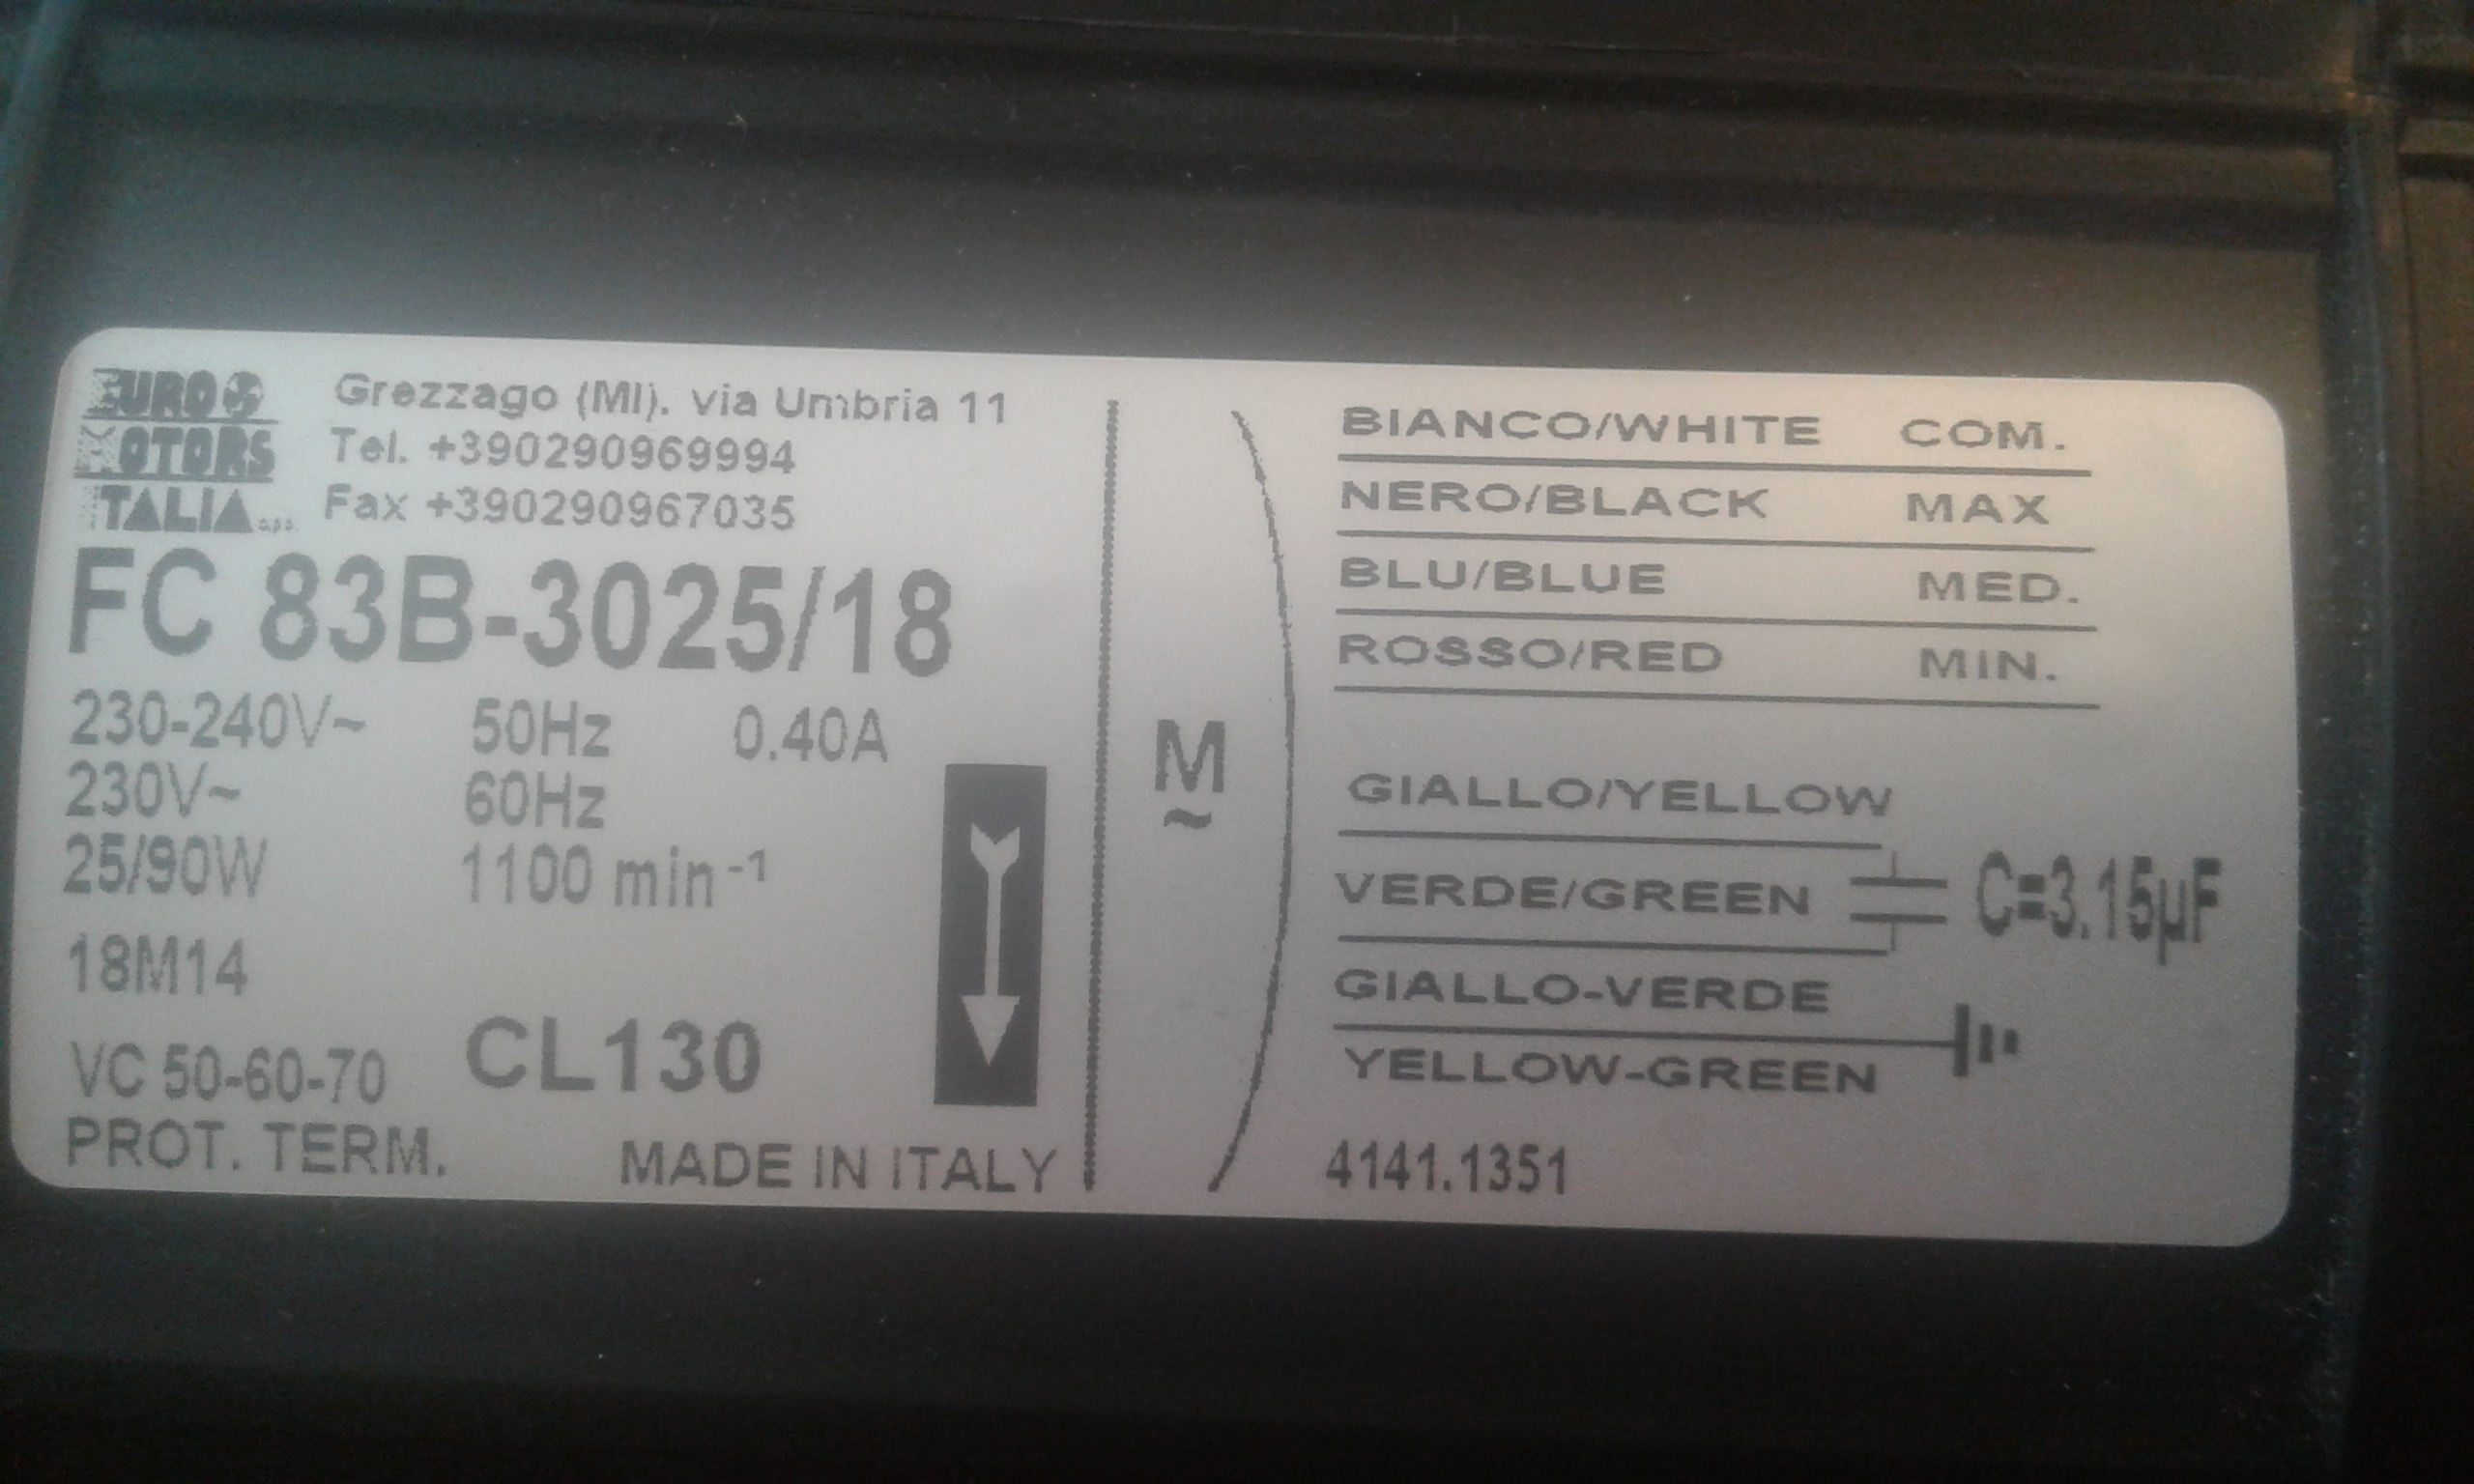 EURO MOTORS ITALIA s.p.a.
Grezzago (MI). via Umbria 11
Tel. +390290969994
Fax +390290967035
FC 83B-3025/18
230-240V~ 50Hz 0.40A
230V~ 60Hz
25/90W 1100 min⁻¹
18M14
VC 50-60-70 CL130
PROT. TERM. MADE IN ITALY
M
~
BIANCO/WHITE COM.
NERO/BLACK MAX
BLU/BLUE MED.
ROSSO/RED MIN.
GIALLO/YELLOW
VERDE/GREEN C=3.15µF
GIALLO-VERDE
YELLOW-GREEN
4141.1351